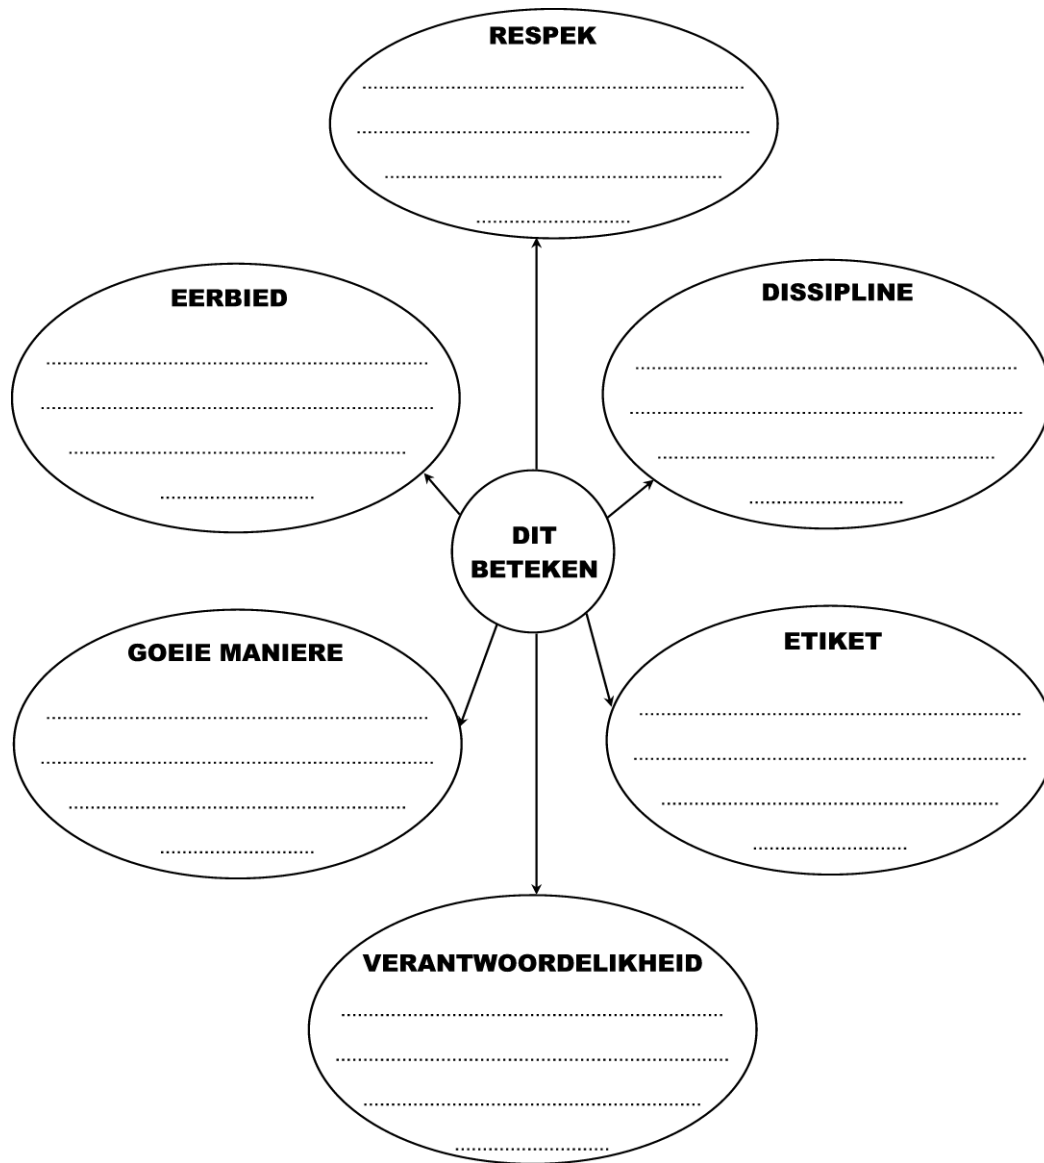 RESPEK
EERBIED
DISSIPLINE
DIT
BETEKEN
GOEIE MANIERE
ETIKET
VERANTWOORDELIKHEID